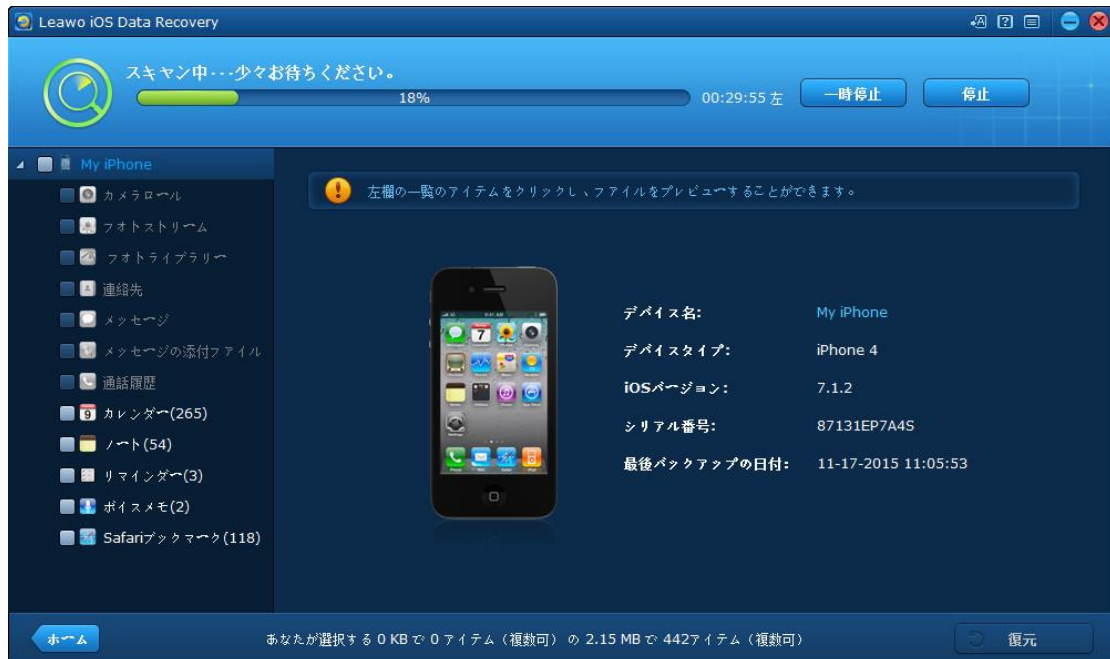 Leawo iOS Data Recovery
スキャン中･･･少々お待ちください。
18%
00:29:55 左
一時停止
停止
My iPhone
カメラロール
フォトストリーム
フォトライブラリー
連絡先
メッセージ
メッセージの添付ファイル
通話履歴
カレンダー(265)
ノート(54)
リマインダー(3)
ボイスメモ(2)
Safariブックマーク(118)
左欄の一覧のアイテムをクリックし、ファイルをプレビューすることができます。
デバイス名: My iPhone
デバイスタイプ: iPhone 4
iOSバージョン: 7.1.2
シリアル番号: 87131EP7A4S
最後バックアップの日付: 11-17-2015 11:05:53
ホーム
あなたが選択する 0 KB で 0 アイテム（複数可） の 2.15 MB で 442アイテム（複数可）
復元